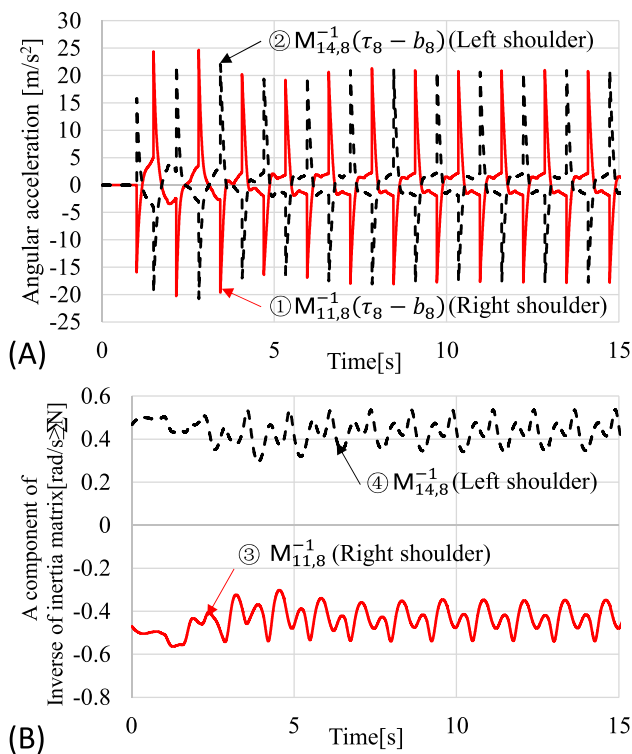 30
25
20
15
10
5
0
-5
-10
-15
-20
-25
Angular acceleration [m/s²]
② M⁻¹₁₄,₈(τ₈ − b₈) (Left shoulder)
① M⁻¹₁₁,₈(τ₈ − b₈) (Right shoulder)
0 5 10 15
Time[s]
(A)
0.6
0.4
0.2
0
-0.2
-0.4
-0.6
-0.8
A component of
Inverse of inertia matrix[rad/s
④ M⁻¹₁₄,₈ (Left shoulder)
③ M⁻¹₁₁,₈ (Right shoulder)
0 5 10 15
Time[s]
(B)